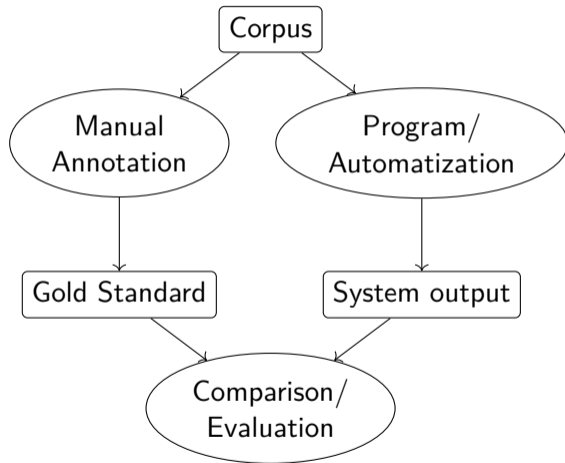 Corpus
Manual
Annotation
Program/
Automatization
Gold Standard
System output
Comparison/
Evaluation